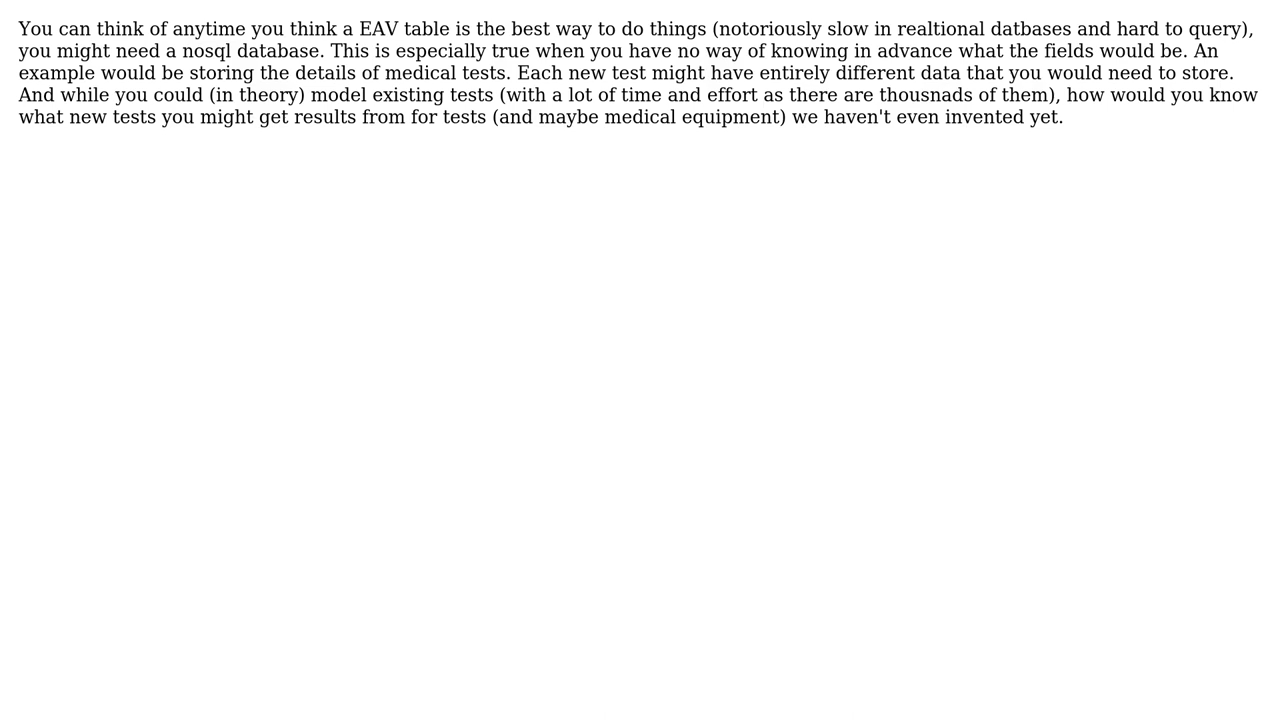 You can think of anytime you think a EAV table is the best way to do things (notoriously slow in realtional datbases and hard to query),
you might need a nosql database. This is especially true when you have no way of knowing in advance what the fields would be. An
example would be storing the details of medical tests. Each new test might have entirely different data that you would need to store.
And while you could (in theory) model existing tests (with a lot of time and effort as there are thousnads of them), how would you know
what new tests you might get results from for tests (and maybe medical equipment) we haven't even invented yet.